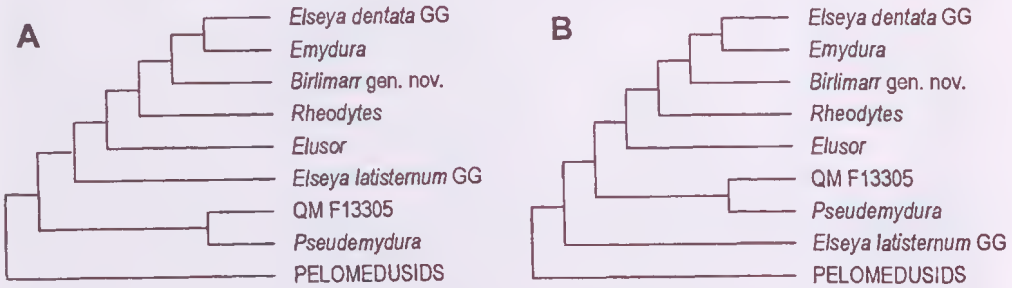 A
Elseya dentata GG
Emydura
Birlimarr gen. nov.
Rheodytes
Elusor
Elseya latisternum GG
QM F13305
Pseudemydura
PELOMEDUSIDS
B
Elseya dentata GG
Emydura
Birlimarr gen. nov.
Rheodytes
Elusor
QM F13305
Pseudemydura
Elseya latisternum GG
PELOMEDUSIDS